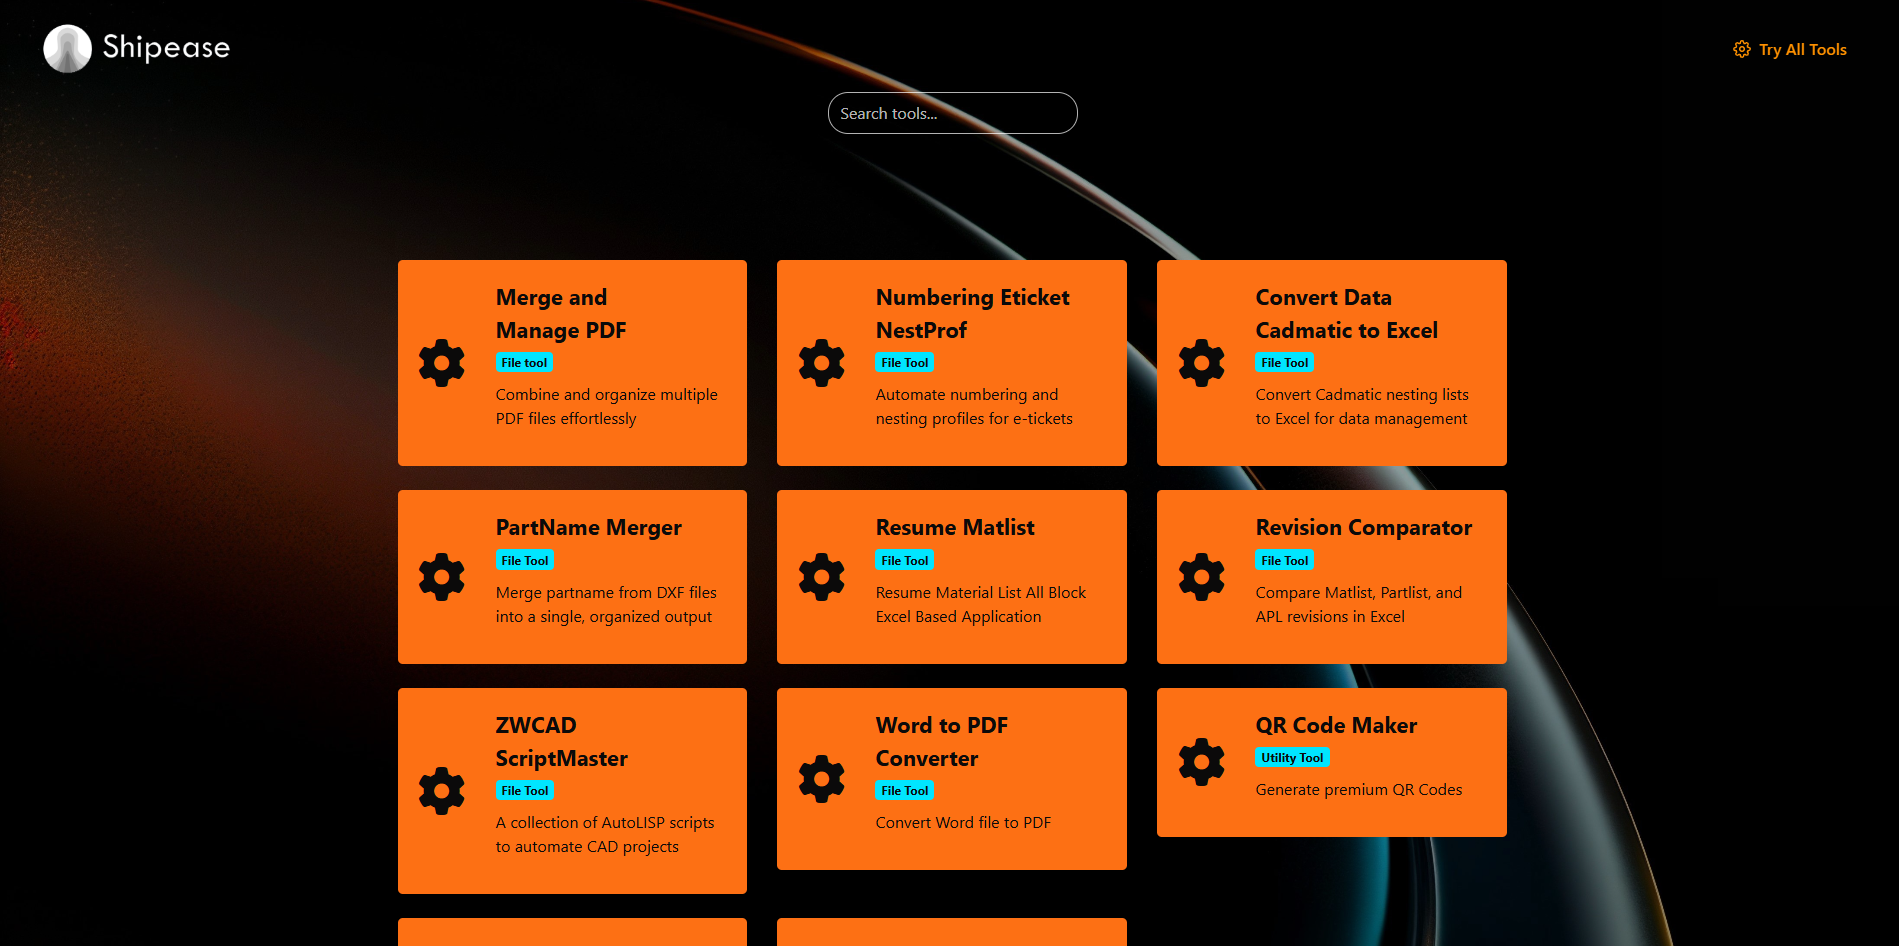 Shipease
Try All Tools
Search tools...
Merge and
Manage PDF
File tool
Combine and organize multiple
PDF files effortlessly
Numbering Eticket
NestProf
File Tool
Automate numbering and
nesting profiles for e-tickets
Convert Data
Cadmatic to Excel
File Tool
Convert Cadmatic nesting lists
to Excel for data management
PartName Merger
File Tool
Merge partname from DXF files
into a single, organized output
Resume Matlist
File Tool
Resume Material List All Block
Excel Based Application
Revision Comparator
File Tool
Compare Matlist, Partlist, and
APL revisions in Excel
ZWCAD
ScriptMaster
File Tool
A collection of AutoLISP scripts
to automate CAD projects
Word to PDF
Converter
File Tool
Convert Word file to PDF
QR Code Maker
Utility Tool
Generate premium QR Codes